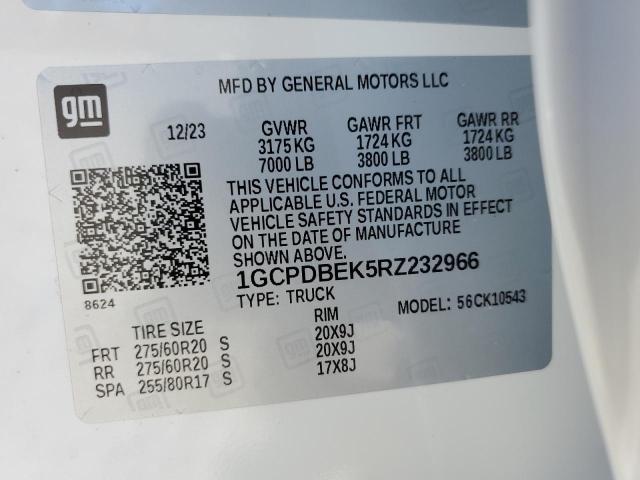 MFD BY GENERAL MOTORS LLC
gm
12/23 GVWR GAWR FRT GAWR RR
3175 KG 1724 KG 1724 KG
7000 LB 3800 LB 3800 LB
THIS VEHICLE CONFORMS TO ALL
APPLICABLE U.S. FEDERAL MOTOR
VEHICLE SAFETY STANDARDS IN EFFECT
ON THE DATE OF MANUFACTURE
SHOWN ABOVE.
1GCPDBEK5RZ232966
8624
TYPE: TRUCK MODEL: 56CK10543
TIRE SIZE RIM
FRT 275/60R20 S 20X9J
RR 275/60R20 S 20X9J
SPA 255/80R17 S 17X8J